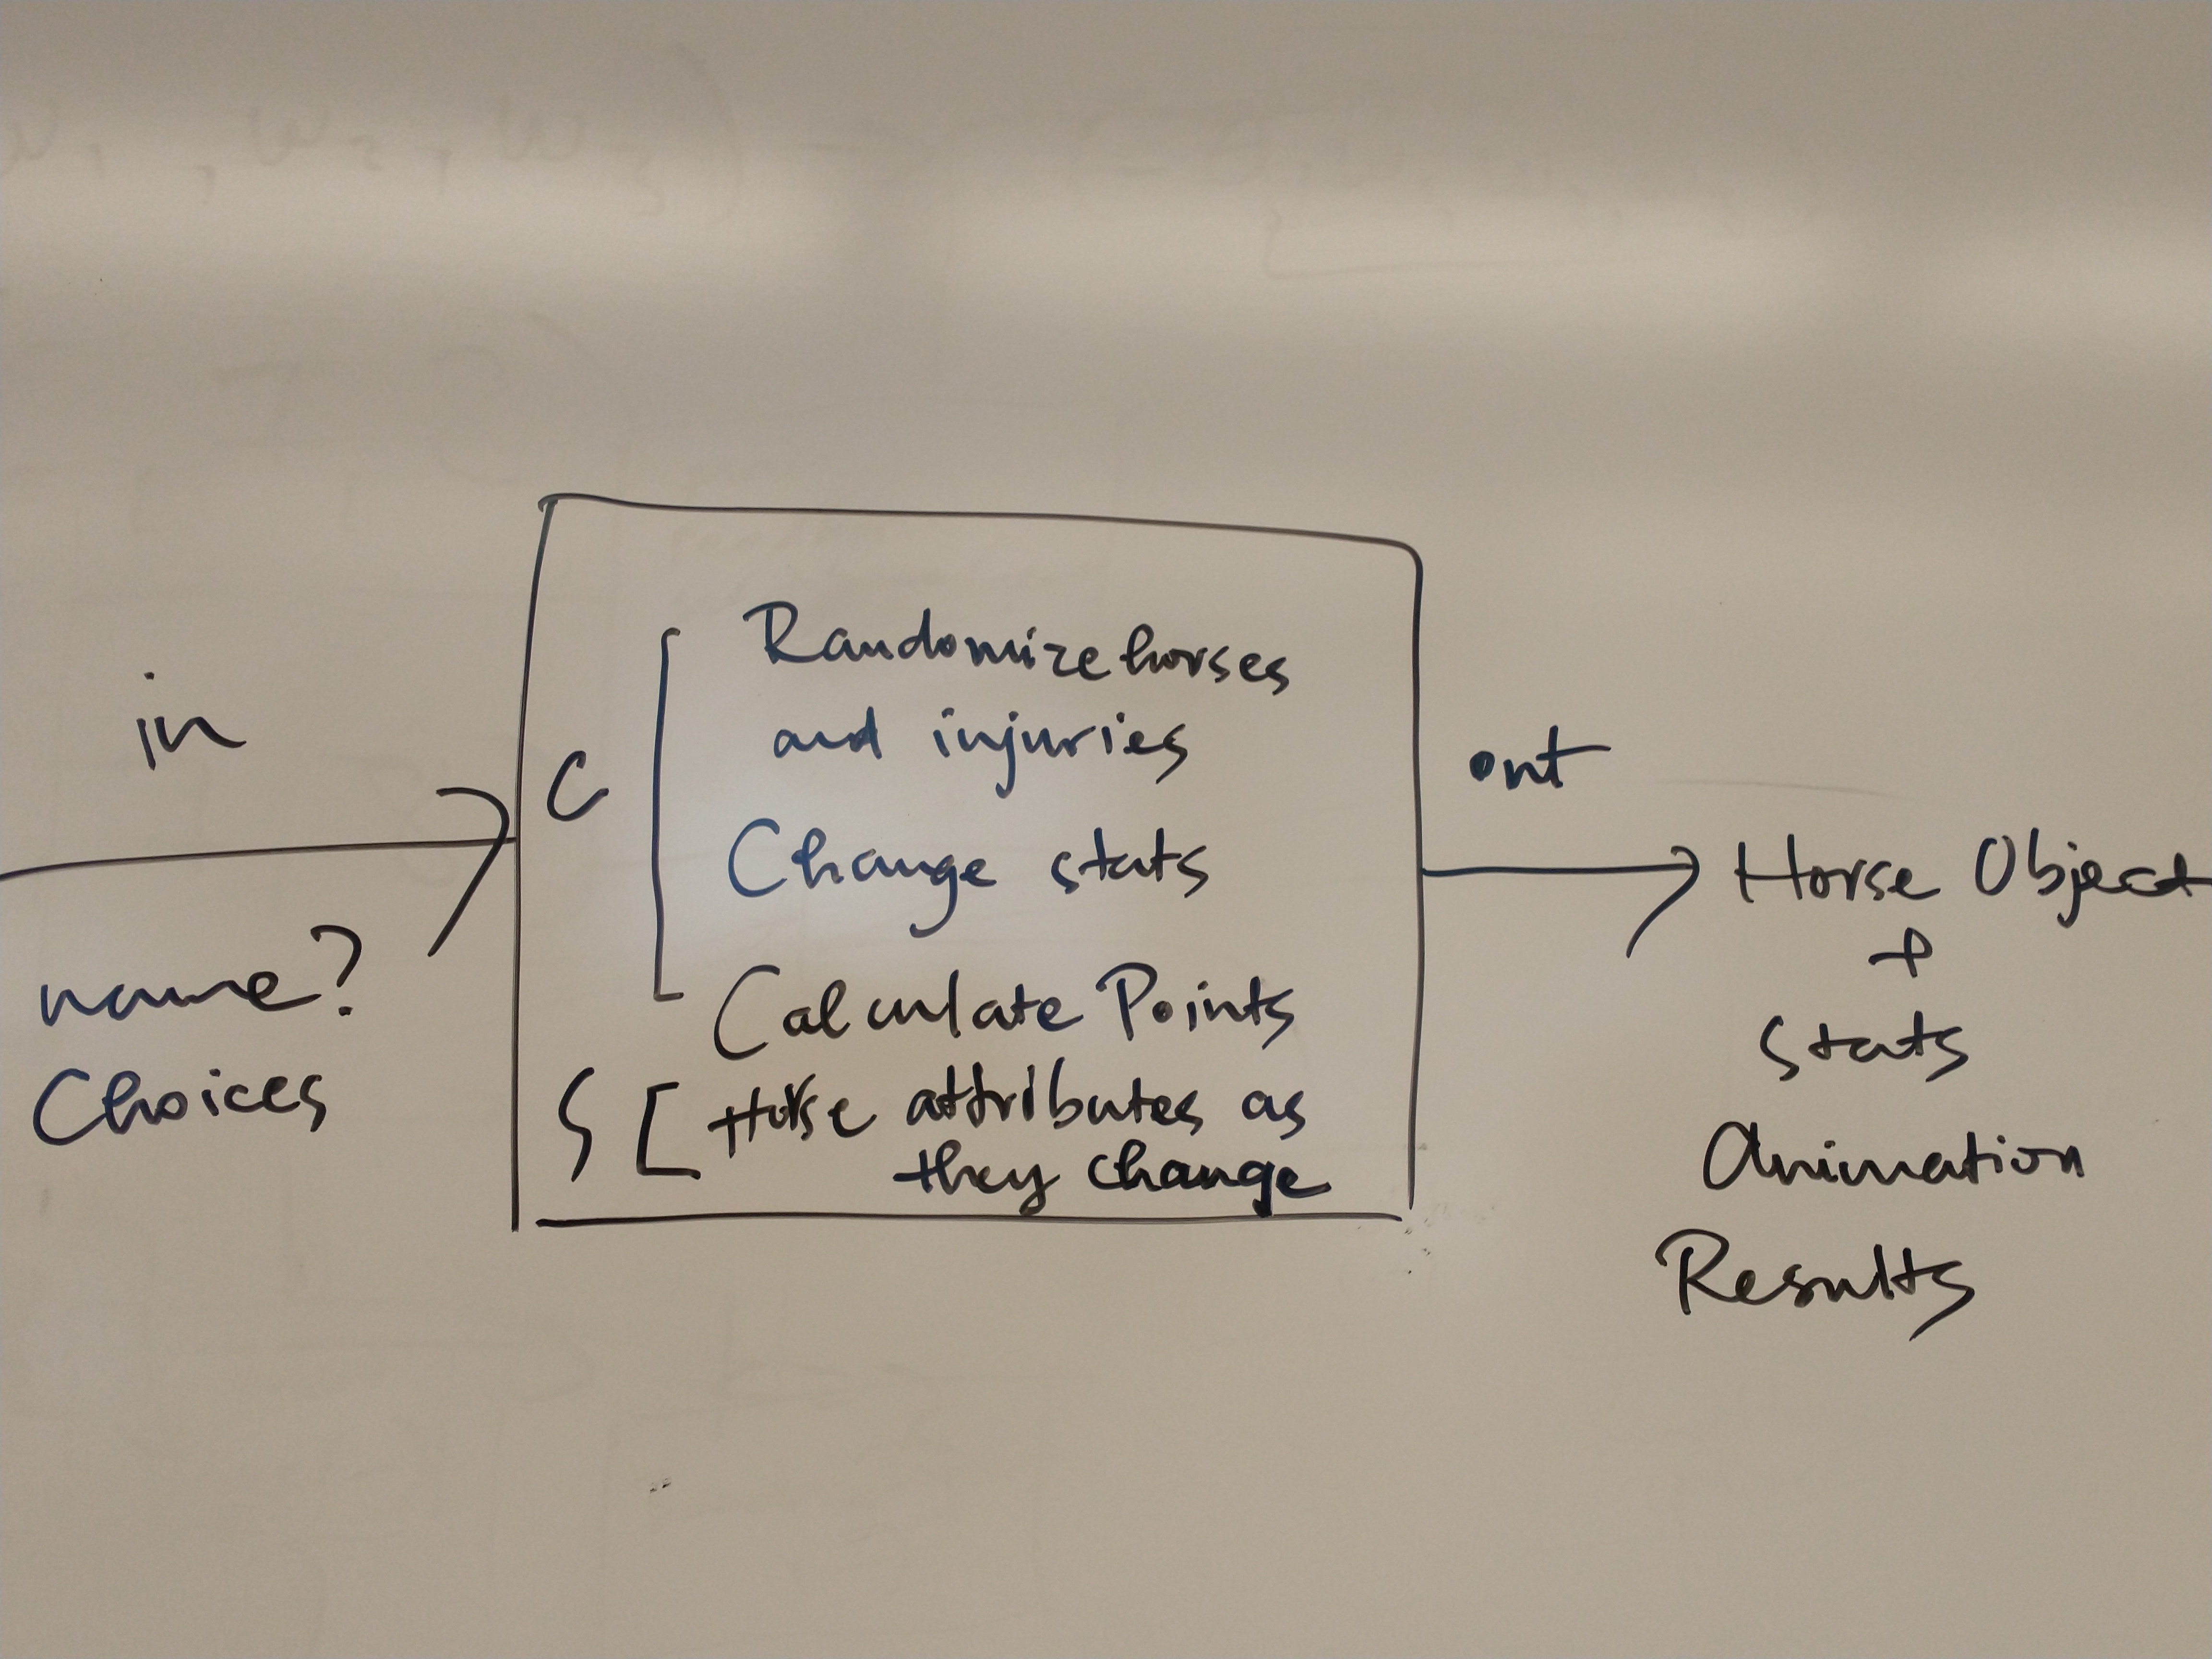 in
name?
Choices
C
Randomize horses
and injuries
Change stats
Calculate Points
S
Horse attributes as
they change
out
Horse Object
+
Stats
Animation
Results